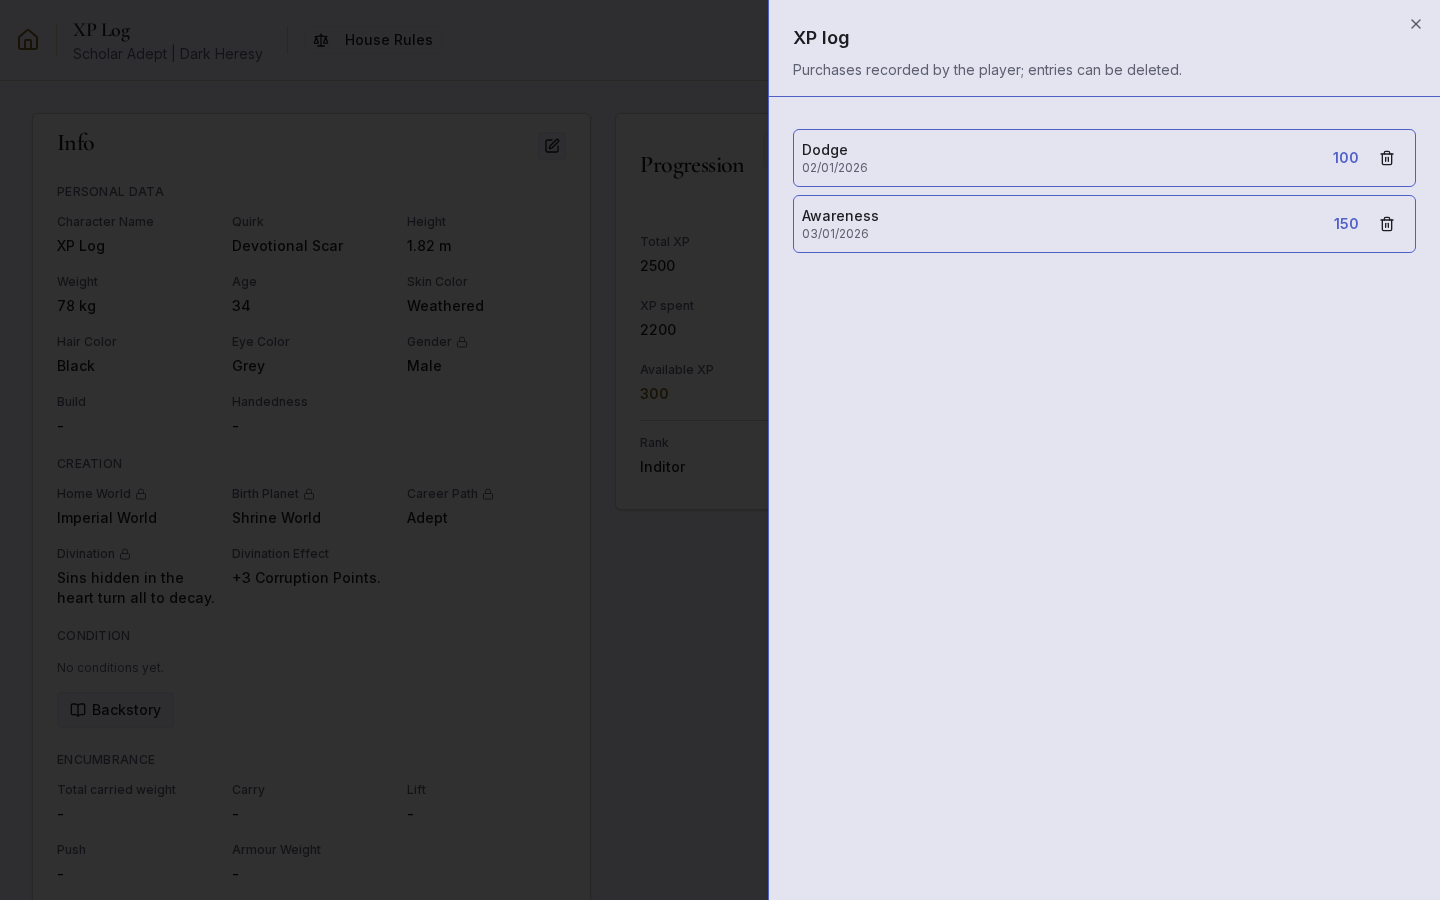 XP Log
Scholar Adept | Dark Heresy
House Rules
Info
PERSONAL DATA
Character Name
Quirk
Height
XP Log
Devotional Scar
1.82 m
Weight
Age
Skin Color
78 kg
34
Weathered
Hair Color
Eye Color
Gender
Black
Grey
Male
Build
Handedness
-
-
CREATION
Home World
Birth Planet
Career Path
Imperial World
Shrine World
Adept
Divination
Divination Effect
Sins hidden in the
heart turn all to decay.
+3 Corruption Points.
CONDITION
No conditions yet.
Backstory
ENCUMBRANCE
Total carried weight
Carry
Lift
-
-
-
Push
Armour Weight
-
-
Progression
Total XP
2500
XP spent
2200
Available XP
300
Rank
Inditor
XP log
Purchases recorded by the player; entries can be deleted.
Dodge
02/01/2026
100
Awareness
03/01/2026
150